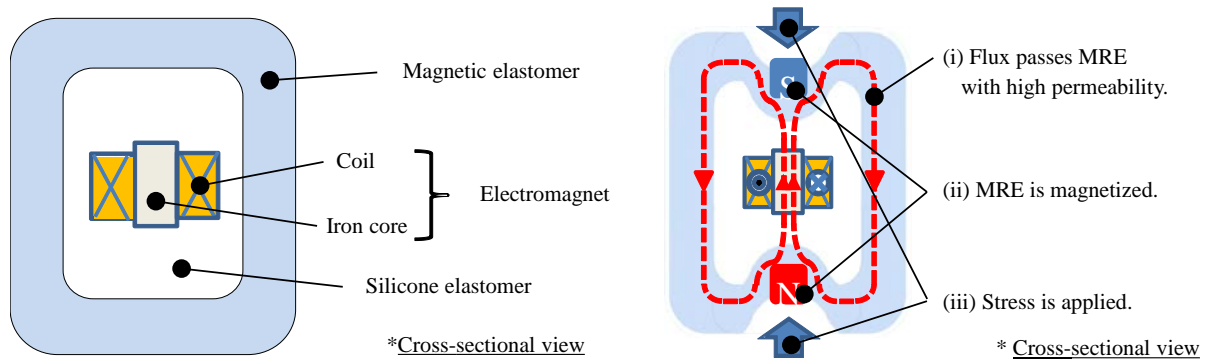 Magnetic elastomer
Coil
Electromagnet
Iron core
Silicone elastomer
*Cross-sectional view
S
N
(i) Flux passes MRE
with high permeability.
(ii) MRE is magnetized.
(iii) Stress is applied.
* Cross-sectional view